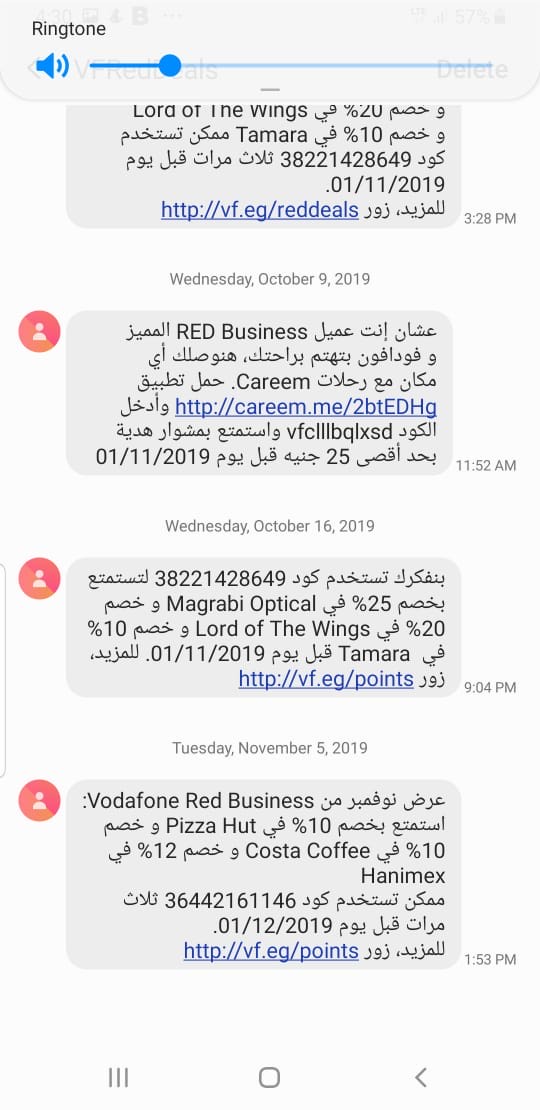 4:30
57%
Ringtone
VFRedDeals
Delete
و خصم 20% في Lord of The Wings
و خصم 10% في Tamara ممكن تستخدم
كود 38221428649 ثلاث مرات قبل يوم
01/11/2019.
للمزيد، زور http://vf.eg/reddeals
3:28 PM
Wednesday, October 9, 2019
عشان إنت عميل RED Business المميز
و فودافون بتهتم براحتك، هنوصلك أي
مكان مع رحلات Careem. حمل تطبيق
http://careem.me/2btEDHg وأدخل
الكود vfclllbqlxsd واستمتع بمشوار هدية
بحد أقصى 25 جنيه قبل يوم 01/11/2019
11:52 AM
Wednesday, October 16, 2019
بنفكرك تستخدم كود 38221428649 لتستمتع
بخصم 25% في Magrabi Optical و خصم
20% في Lord of The Wings و خصم 10%
في Tamara قبل يوم 01/11/2019. للمزيد،
زور http://vf.eg/points
9:04 PM
Tuesday, November 5, 2019
عرض نوفمبر من Vodafone Red Business:
استمتع بخصم 10% في Pizza Hut و خصم
10% في Costa Coffee و خصم 12% في
Hanimex
ممكن تستخدم كود 36442161146 ثلاث
مرات قبل يوم 01/12/2019.
للمزيد، زور http://vf.eg/points
1:53 PM